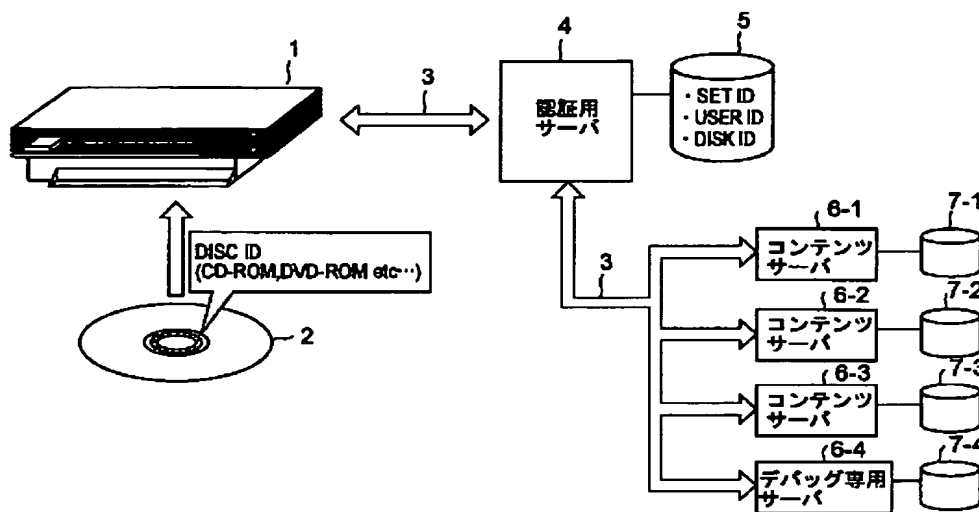 1
3
4
認証用
サーバ
5
・SET ID
・USER ID
・DISK ID
DISC ID
(CD-ROM,DVD-ROM etc…)
2
3
6-1
コンテンツ
サーバ
7-1
6-2
コンテンツ
サーバ
7-2
6-3
コンテンツ
サーバ
7-3
6-4
デバッグ専用
サーバ
7-4